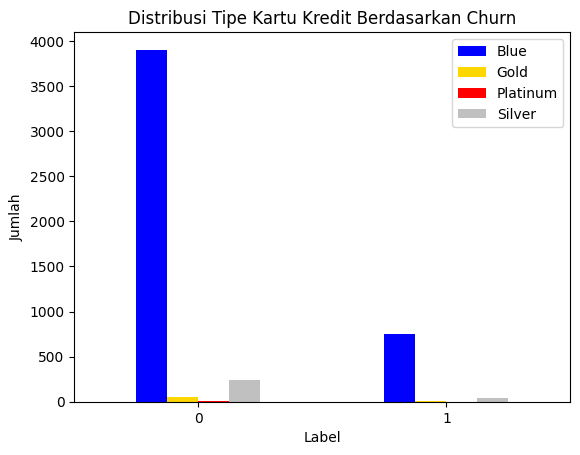 Distribusi Tipe Kartu Kredit Berdasarkan Churn
4000
3500
3000
2500
2000
1500
1000
500
0
Jumlah
Blue
Gold
Platinum
Silver
0
1
Label